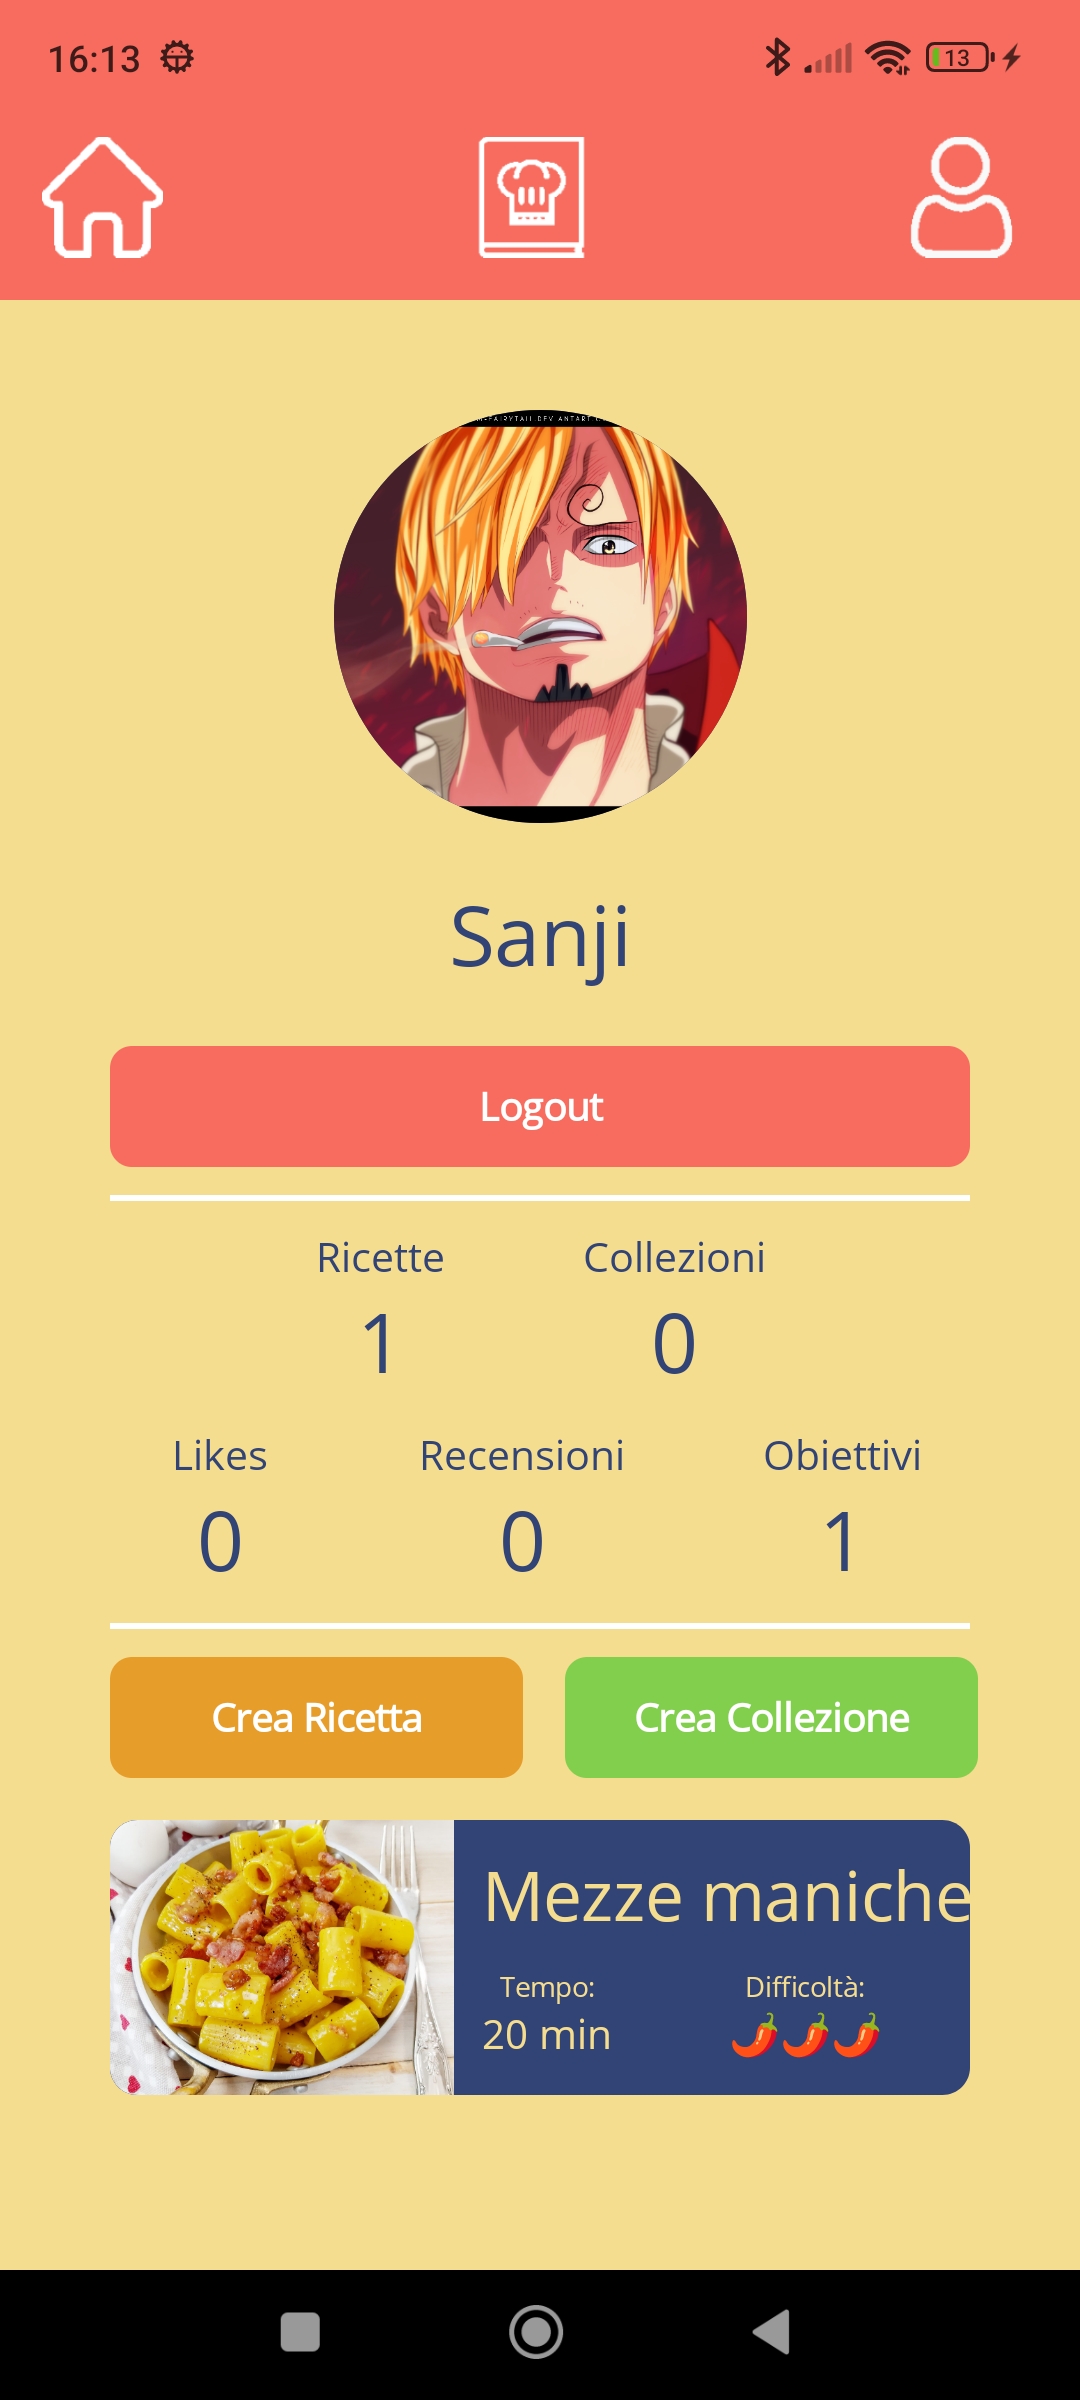 16:13
13
Sanji
Logout
Ricette Collezioni
1 0
Likes Recensioni Obiettivi
0 0 1
Crea Ricetta Crea Collezione
Mezze maniche
Tempo: Difficoltà:
20 min